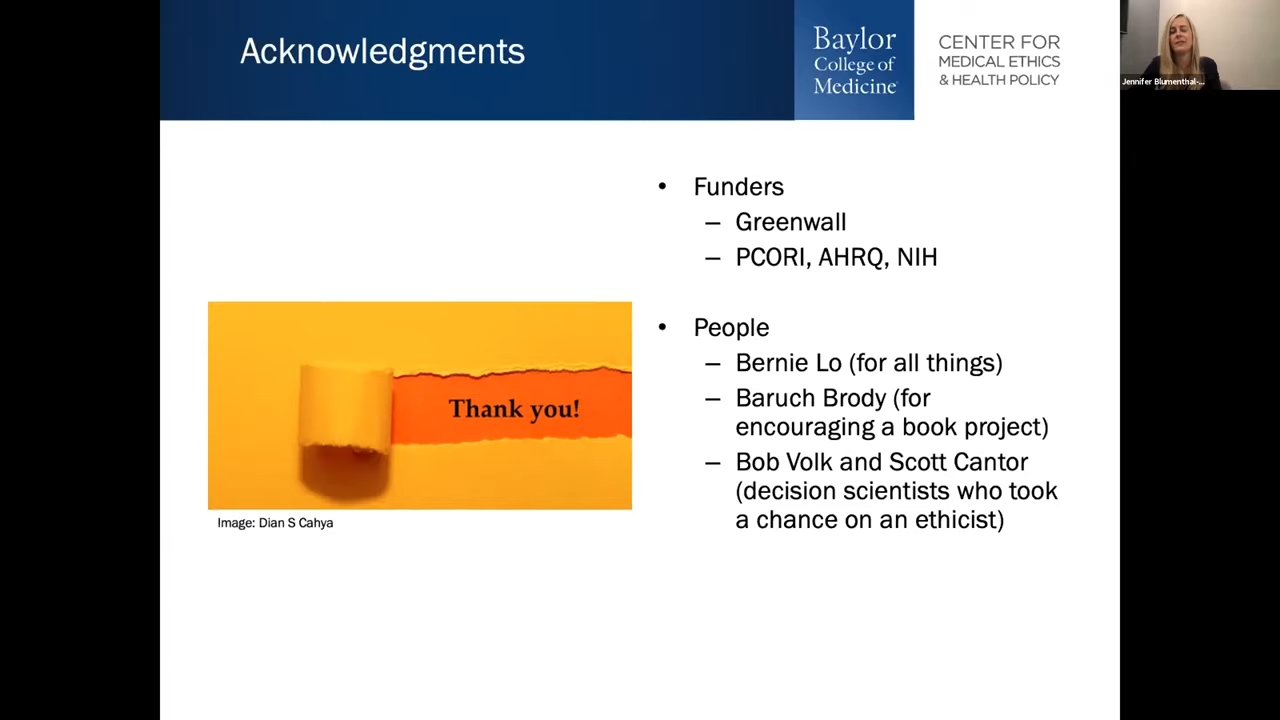 Acknowledgments
Baylor
College of
Medicine
CENTER FOR
MEDICAL ETHICS
& HEALTH POLICY
Jennifer Blumenthal-...
• Funders
– Greenwall
– PCORI, AHRQ, NIH
• People
– Bernie Lo (for all things)
– Baruch Brody (for
encouraging a book project)
– Bob Volk and Scott Cantor
(decision scientists who took
a chance on an ethicist)
Thank you!
Image: Dian S Cahya